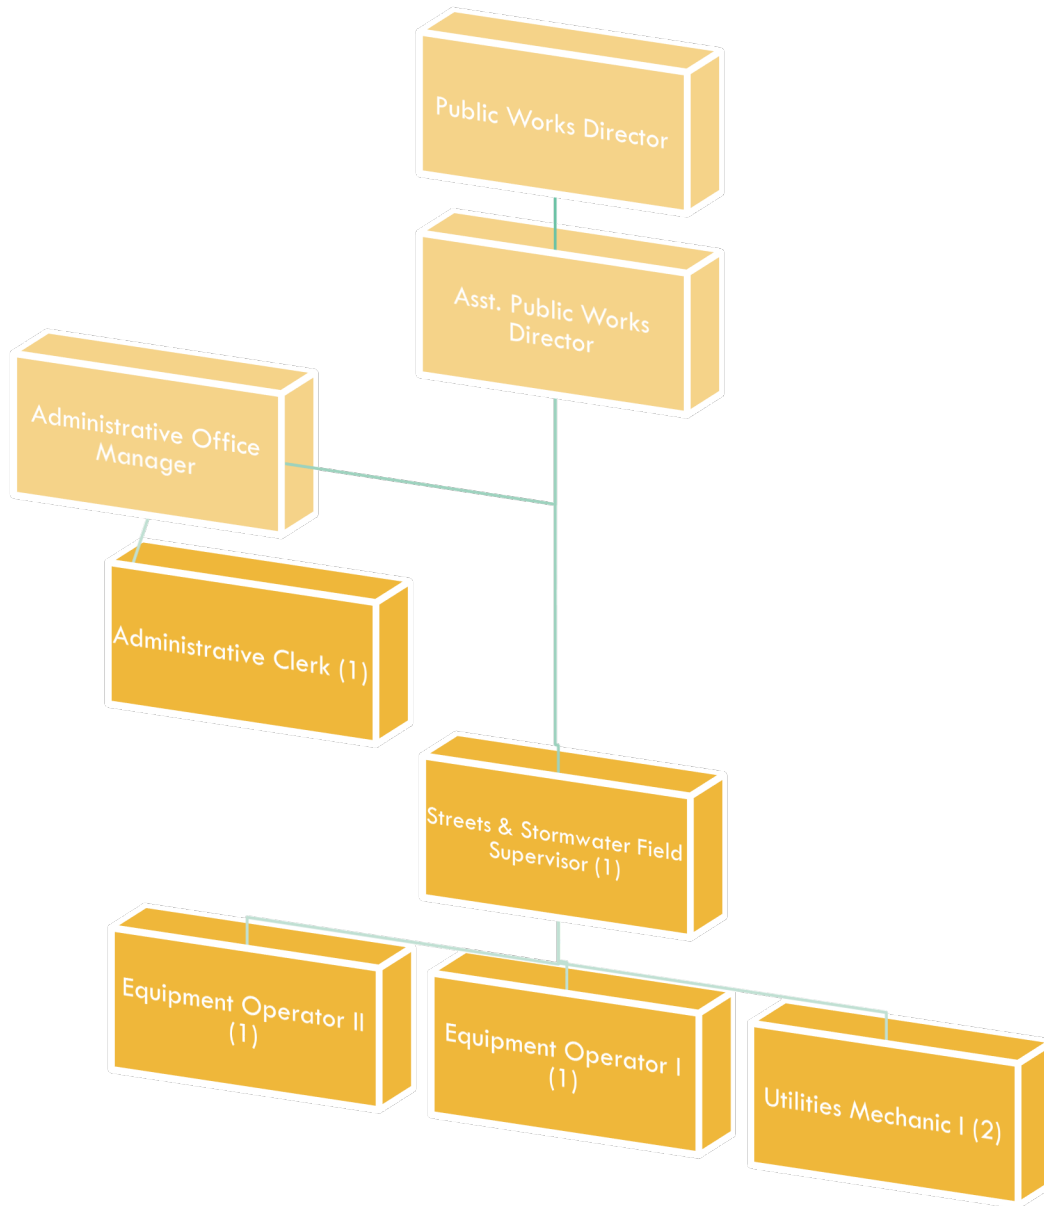 Public Works Director
Asst. Public Works
Director
Administrative Office
Manager
Administrative Clerk (1)
Streets & Stormwater Field
Supervisor (1)
Equipment Operator II
(1)
Equipment Operator I
(1)
Utilities Mechanic I (2)